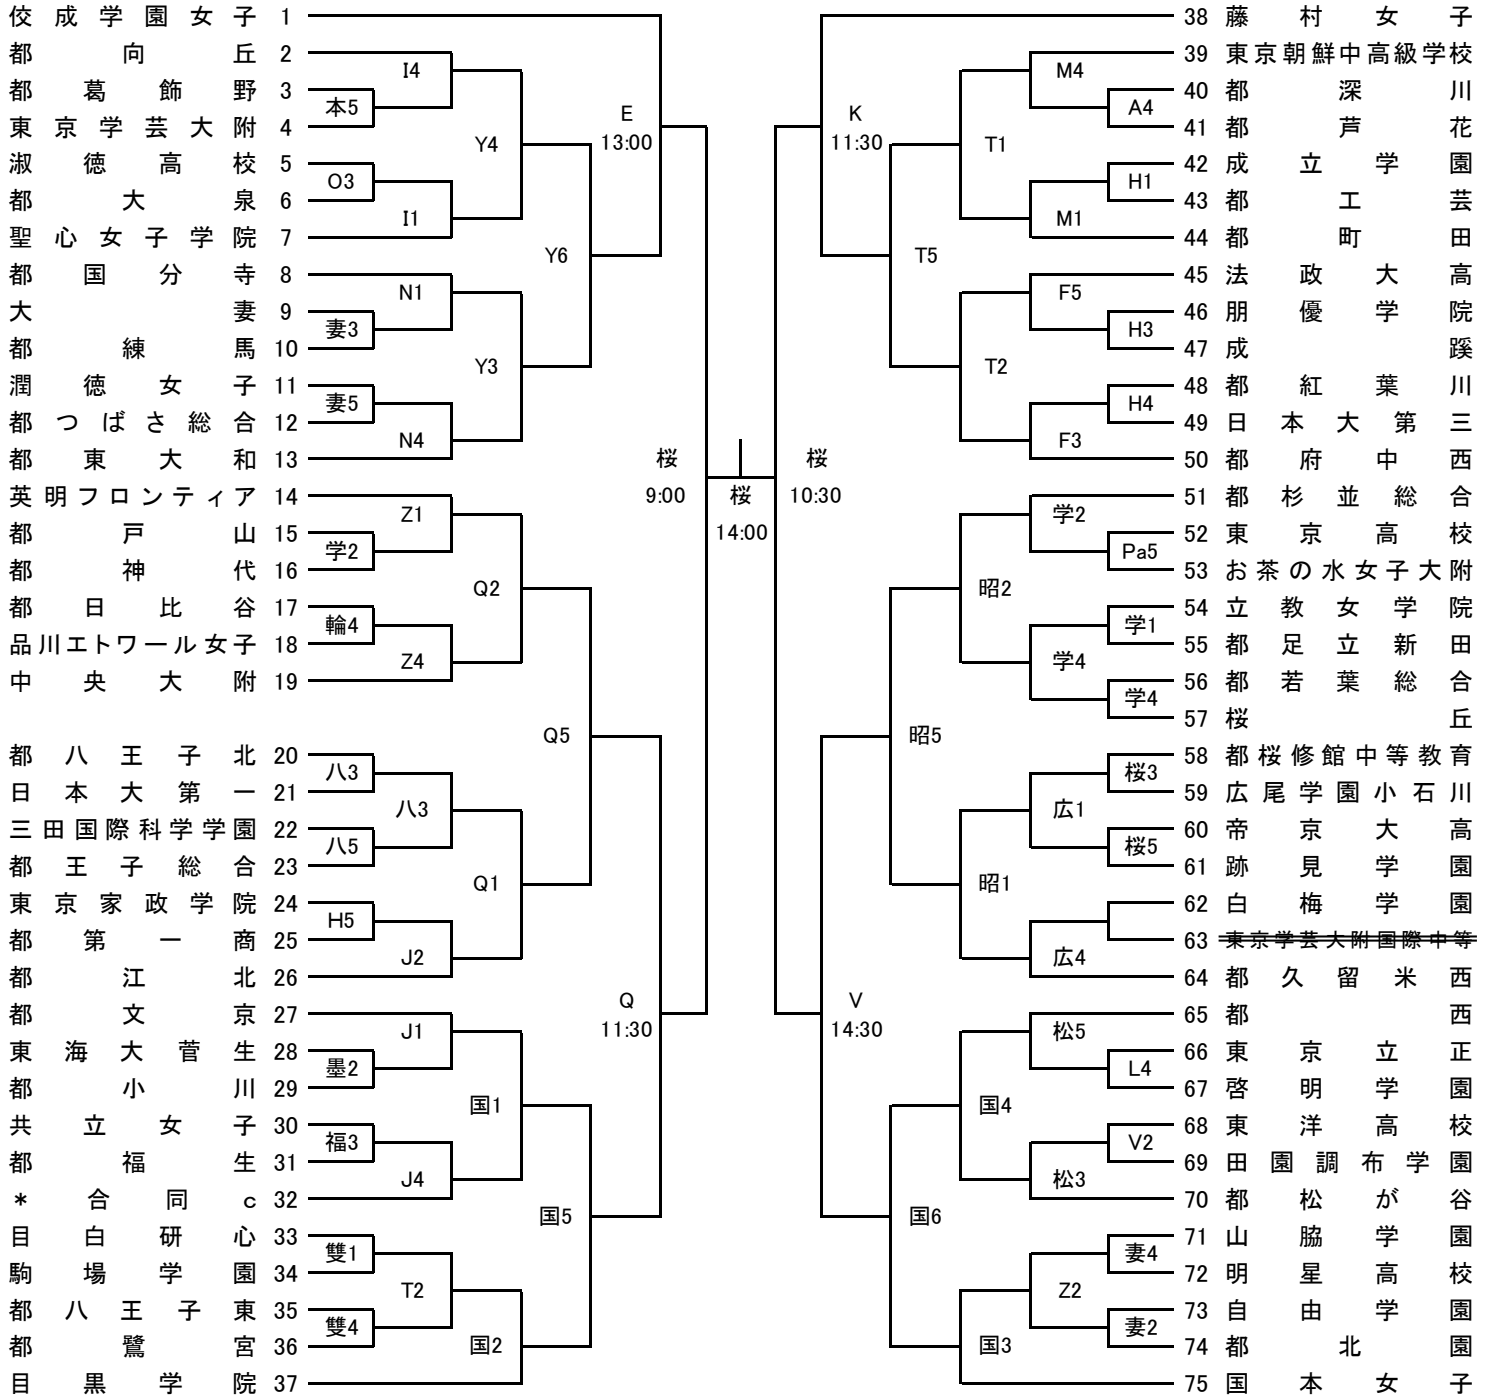 佼成学園女子 1
都向丘 2
I4
都葛飾野 3
本5
東京学芸大附 4
E
13:00
Y4
淑徳高校 5
O3
都大泉 6
I1
聖心女子学院 7
Y6
都国分寺 8
N1
大妻 9
妻3
都練馬 10
Y3
潤徳女子 11
妻5
都つばさ総合 12
N4
都東大和 13
桜
9:00
英明フロンティア 14
Z1
都戸山 15
学2
都神代 16
Q2
都日比谷 17
輪4
品川エトワール女子 18
Z4
中央大附 19
Q5
都八王子北 20
八3
日本大第一 21
八3
三田国際科学学園 22
八5
都王子総合 23
Q1
東京家政学院 24
H5
都第一商 25
J2
都江北 26
Q
11:30
都文京 27
J1
東海大菅生 28
墨2
都小川 29
国1
共立女子 30
福3
都福生 31
J4
*合同c 32
国5
目白研心 33
雙1
駒場学園 34
T2
都八王子東 35
雙4
都鷺宮 36
国2
目黒学院 37
桜
14:00
38 藤村女子
39 東京朝鮮中高級学校
M4
40 都深川
A4
41 都芦花
K
11:30
T1
42 成立学園
H1
43 都工芸
M1
44 都町田
T5
45 法政大高
F5
46 朋優学院
H3
47 成蹊
T2
48 都紅葉川
H4
49 日本大第三
F3
50 都府中西
桜
10:30
51 都杉並総合
学2
52 東京高校
Pa5
53 お茶の水女子大附
昭2
54 立教女学院
学1
55 都足立新田
学4
56 都若葉総合
学4
57 桜丘
昭5
58 都桜修館中等教育
桜3
59 広尾学園小石川
広1
60 帝京大高
桜5
61 跡見学園
昭1
62 白梅学園
63 東京学芸大附国際中等
広4
64 都久留米西
V
14:30
65 都西
松5
66 東京立正
L4
67 啓明学園
国4
68 東洋高校
V2
69 田園調布学園
松3
70 都松が谷
国6
71 山脇学園
妻4
72 明星高校
Z2
73 自由学園
妻2
74 都北園
国3
75 国本女子